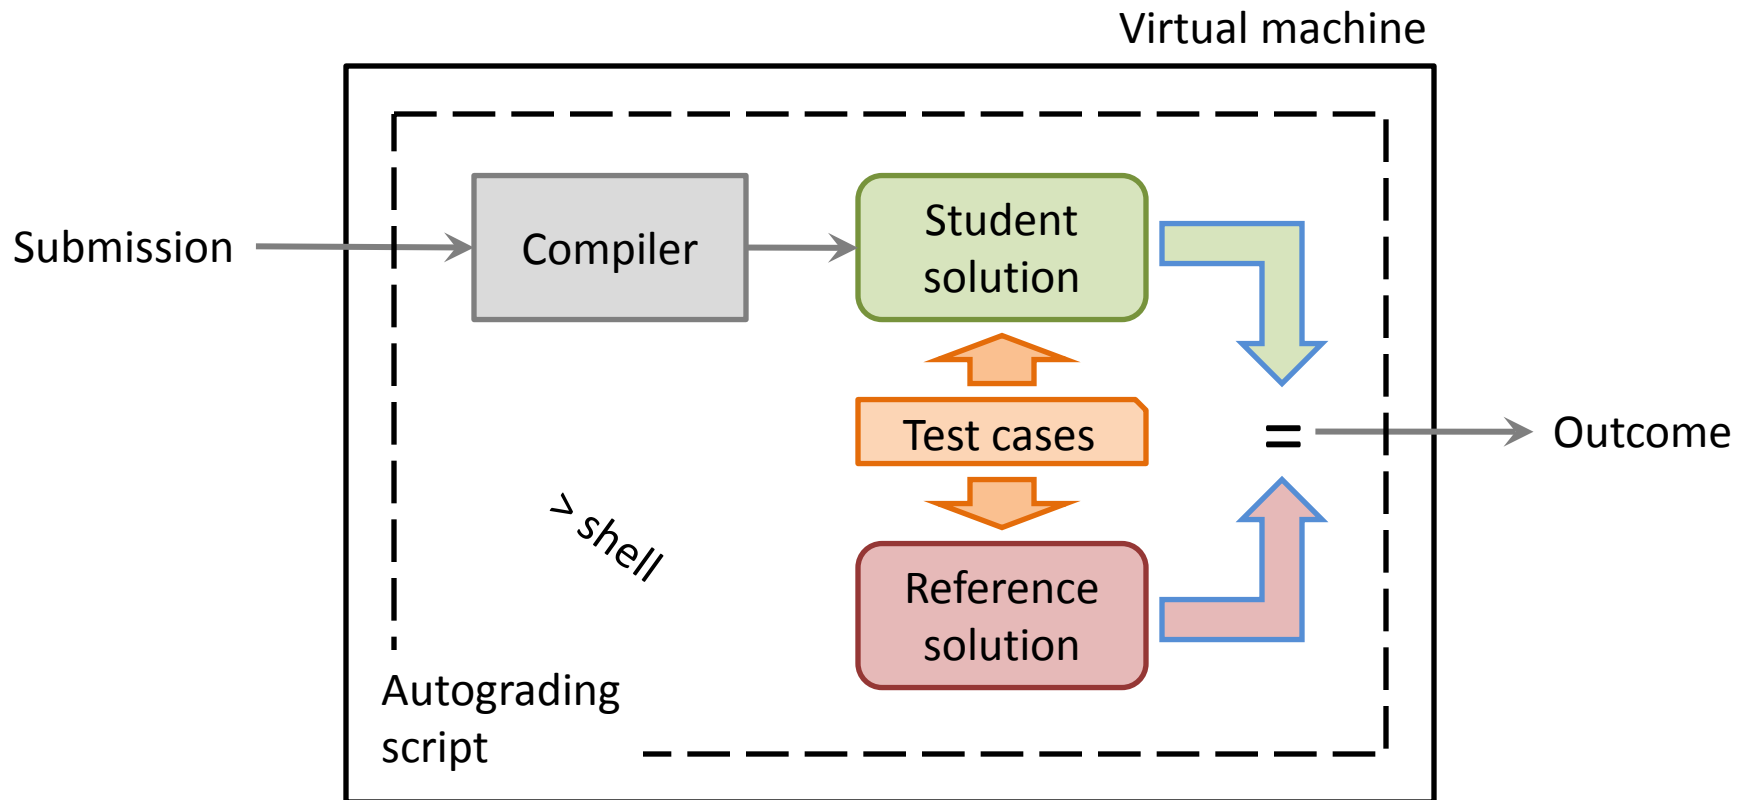 Virtual machine
Submission
Compiler
Student
solution
Test cases
=
Outcome
> shell
Reference
solution
Autograding
script